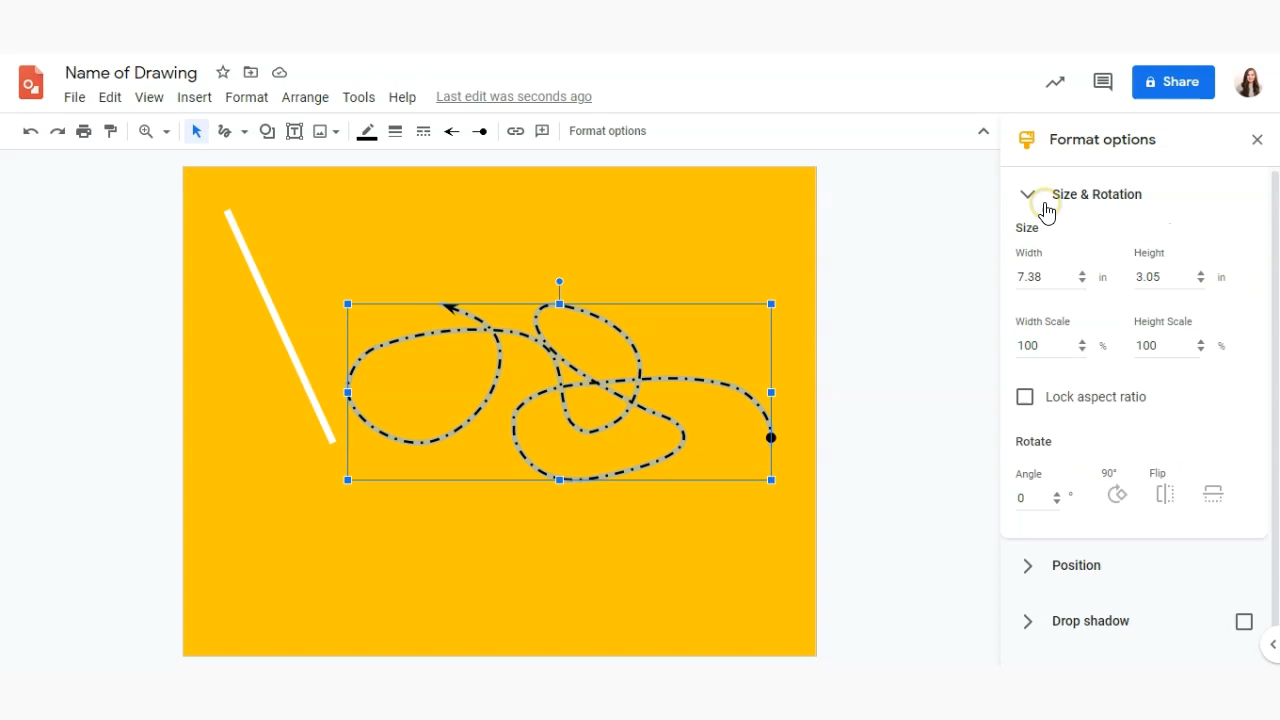 Name of Drawing
File Edit View Insert Format Arrange Tools Help Last edit was seconds ago
Share
Format options
Format options
Size & Rotation
Size
Width Height
7.38 in 3.05 in
Width Scale Height Scale
100 % 100 %
Lock aspect ratio
Rotate
Angle 90° Flip
0 °
Position
Drop shadow